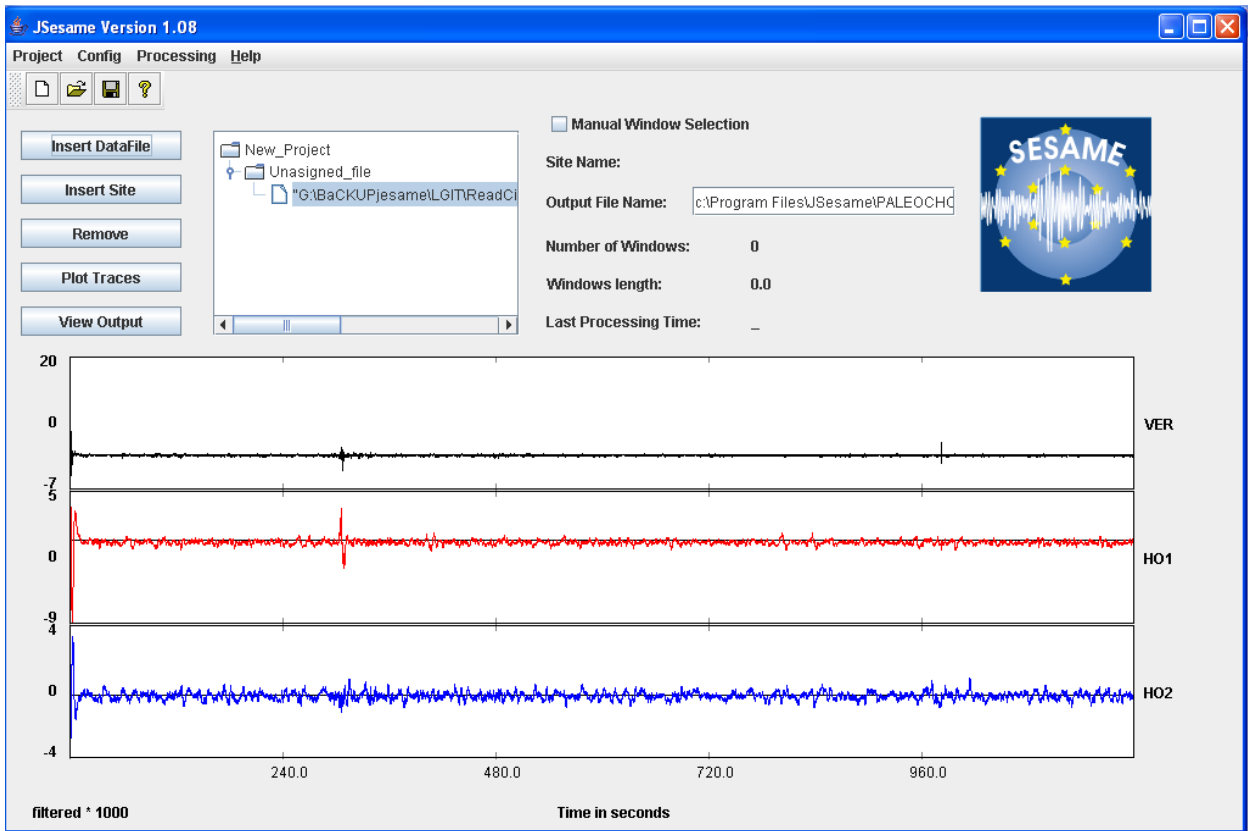 JSesame Version 1.08
Project Config Processing Help
Insert DataFile
Insert Site
Remove
Plot Traces
View Output
New_Project
Unasigned_file
"G:\BaCKUPjesame\LGIT\ReadCi
Manual Window Selection
Site Name:
Output File Name: c:\Program Files\JSesame\PALEOCHO
Number of Windows: 0
Windows length: 0.0
Last Processing Time: _
SESAME
20
0
-7
VER
5
0
-9
HO1
4
0
-4
HO2
240.0 480.0 720.0 960.0
filtered * 1000 Time in seconds